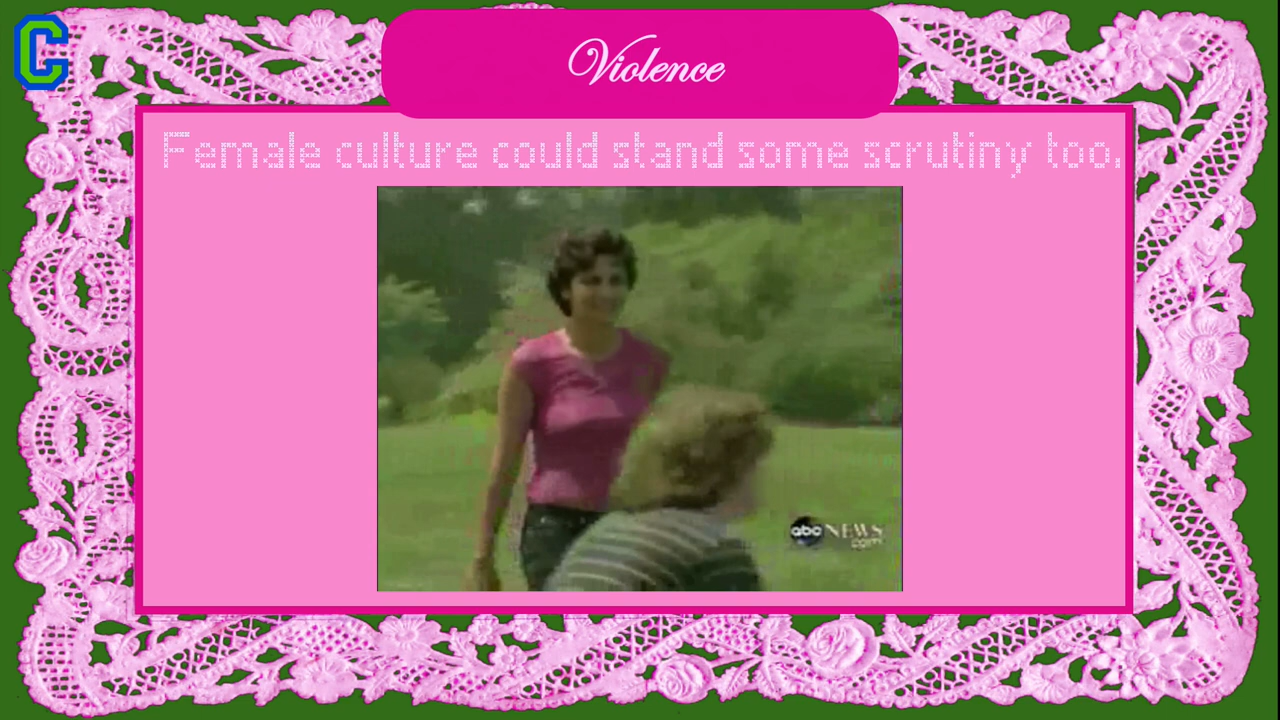 C
Violence
Female culture could stand some scrutiny too.
abc NEWS
.com